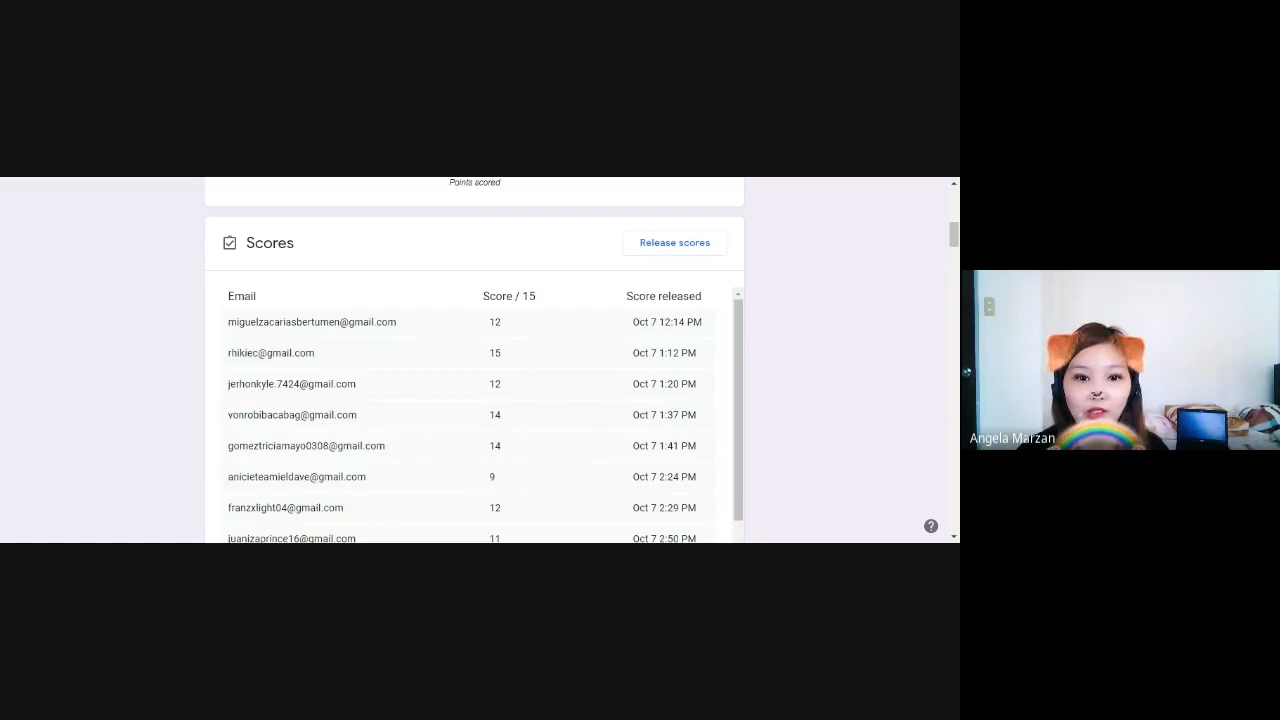 Points scored
Scores
Release scores
Email Score / 15 Score released
miguelzacariasbertumen@gmail.com 12 Oct 7 12:14 PM
rhikiec@gmail.com 15 Oct 7 1:12 PM
jerhonkyle.7424@gmail.com 12 Oct 7 1:20 PM
vonrobibacabag@gmail.com 14 Oct 7 1:37 PM
gomeztriciamayo0308@gmail.com 14 Oct 7 1:41 PM
anicieteamieldave@gmail.com 9 Oct 7 2:24 PM
franzxlight04@gmail.com 12 Oct 7 2:29 PM
juanizaprince16@gmail.com 11 Oct 7 2:50 PM
Angela Marzan